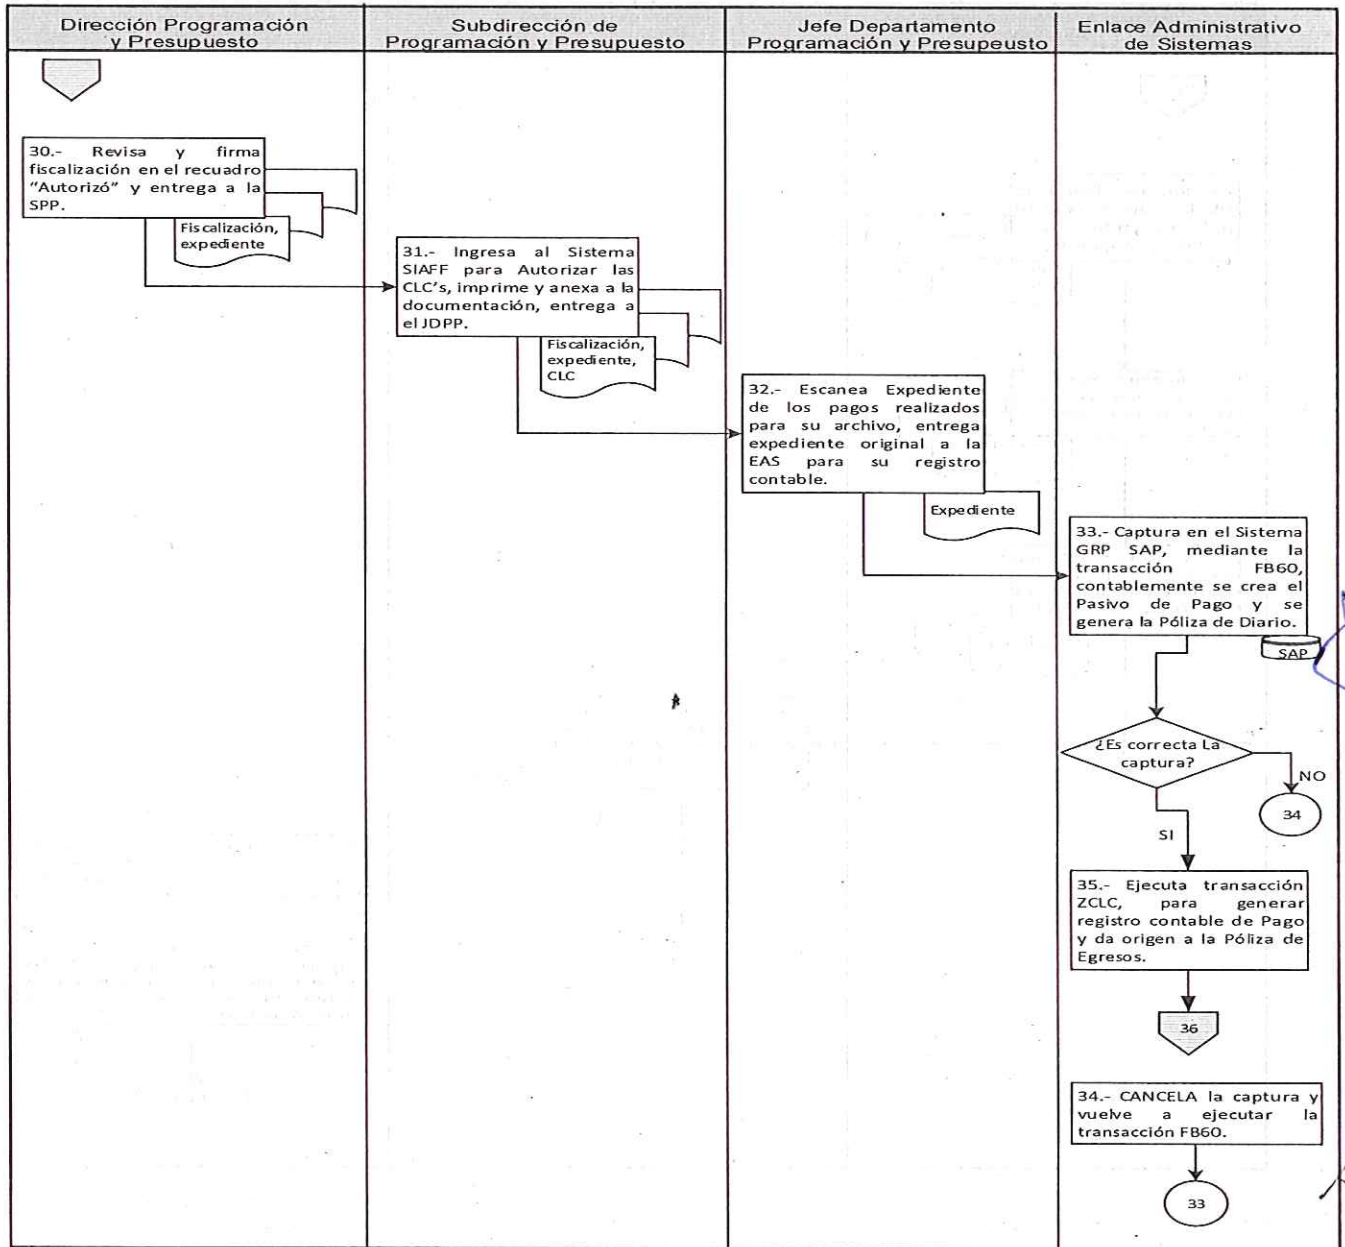 Dirección Programación
y Presupuesto
Subdirección de
Programación y Presupuesto
Jefe Departamento
Programación y Presupeusto
Enlace Administrativo
de Sistemas
30.- Revisa y firma
fiscalización en el recuadro
"Autorizó" y entrega a la
SPP.
Fiscalización,
expediente
31.- Ingresa al Sistema
SIAFF para Autorizar las
CLC's, imprime y anexa a la
documentación, entrega a
el JDPP.
Fiscalización,
expediente,
CLC
32.- Escanea Expediente
de los pagos realizados
para su archivo, entrega
expediente original a la
EAS para su registro
contable.
Expediente
33.- Captura en el Sistema
GRP SAP, mediante la
transacción FB60,
contablemente se crea el
Pasivo de Pago y se
genera la Póliza de Diario.
SAP
¿Es correcta La
captura?
NO
34
SI
35.- Ejecuta transacción
ZCLC, para generar
registro contable de Pago
y da origen a la Póliza de
Egresos.
36
34.- CANCELA la captura y
vuelve a ejecutar la
transacción FB60.
33